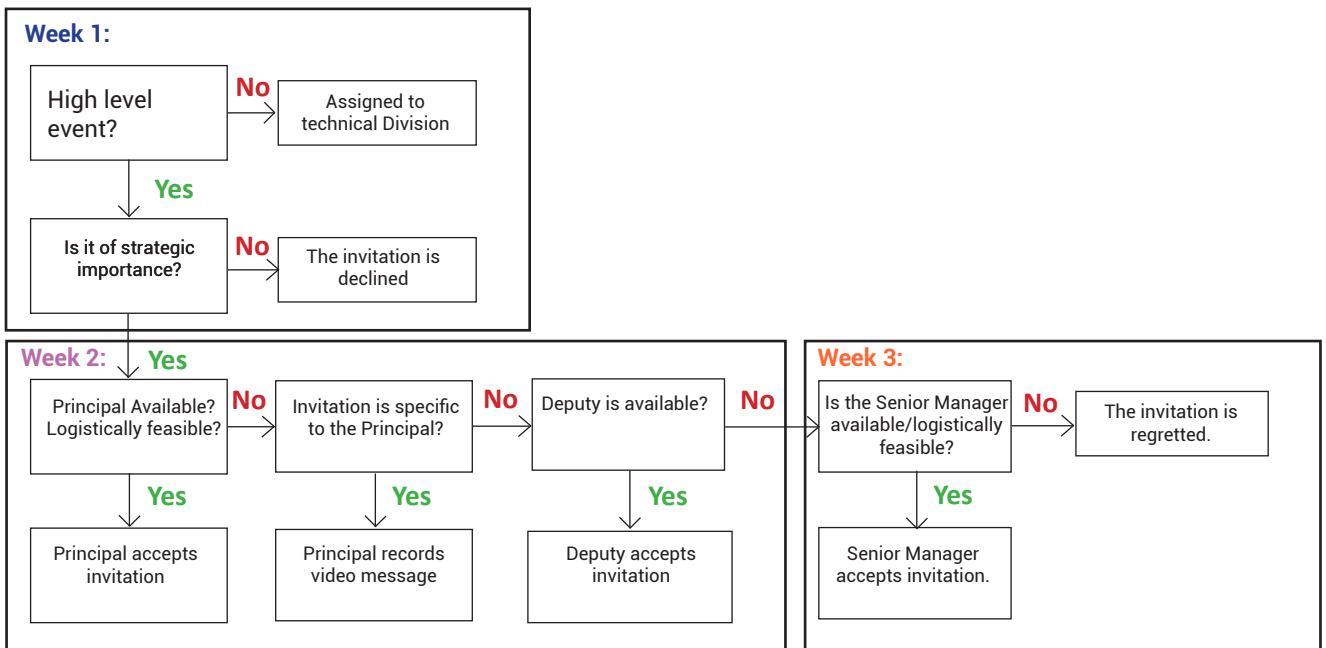 Week 1:
High level
event?
No
Assigned to
technical Division
Yes
Is it of strategic
importance?
No
The invitation is
declined
Week 2:
Yes
Principal Available?
Logistically feasible?
No
Invitation is specific
to the Principal?
No
Deputy is available?
No
Yes
Principal accepts
invitation
Yes
Principal records
video message
Yes
Deputy accepts
invitation
Week 3:
Is the Senior Manager
available/logistically
feasible?
No
The invitation is
regretted.
Yes
Senior Manager
accepts invitation.